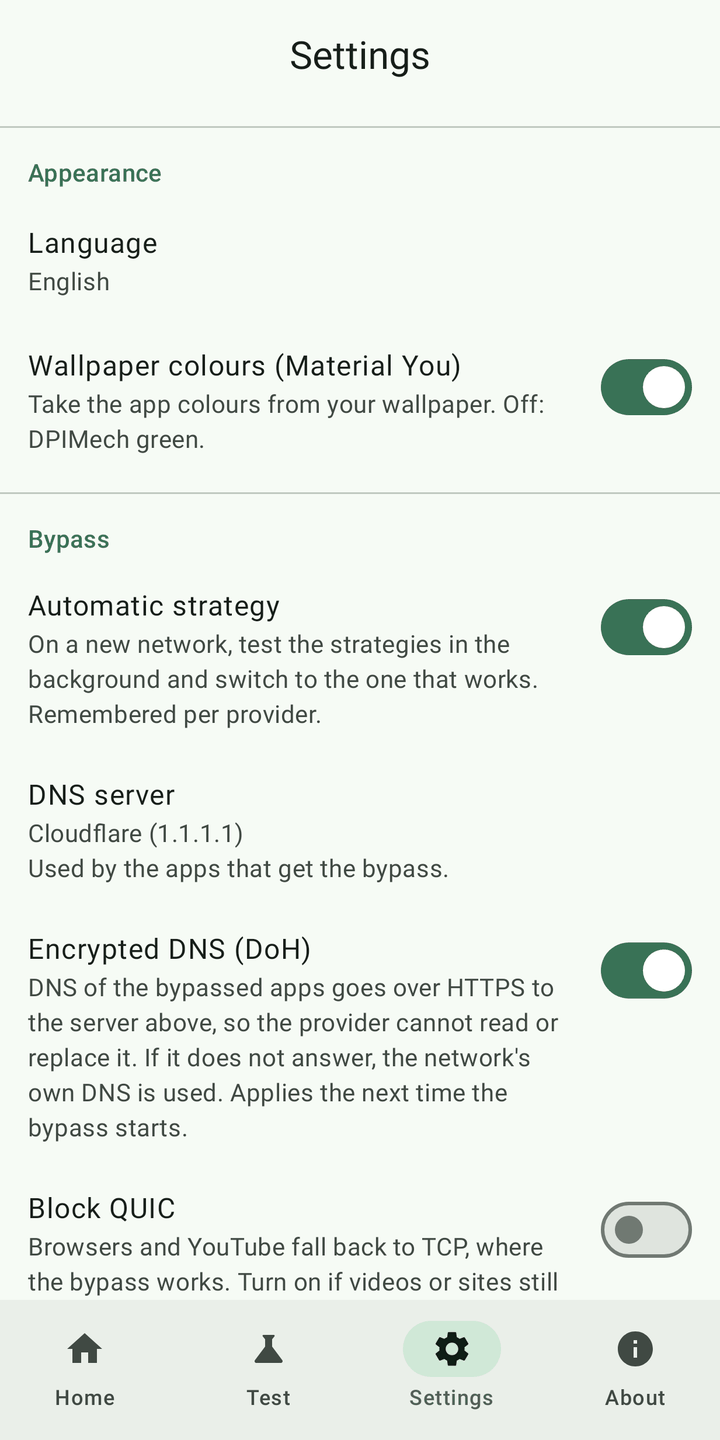 Settings
Appearance
Language
English
Wallpaper colours (Material You)
Take the app colours from your wallpaper. Off:
DPIMech green.
Bypass
Automatic strategy
On a new network, test the strategies in the
background and switch to the one that works.
Remembered per provider.
DNS server
Cloudflare (1.1.1.1)
Used by the apps that get the bypass.
Encrypted DNS (DoH)
DNS of the bypassed apps goes over HTTPS to
the server above, so the provider cannot read or
replace it. If it does not answer, the network's
own DNS is used. Applies the next time the
bypass starts.
Block QUIC
Browsers and YouTube fall back to TCP, where
the bypass works. Turn on if videos or sites still
Home
Test
Settings
About